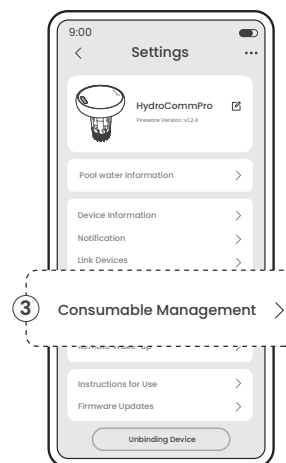 9:00
Settings
HydroCommPro
Fireware Version :v1.2.4
Pool water information
Device Information
Notification
Link Devices
3 Consumable Management
Instructions for Use
Firmware Updates
Unbinding Device